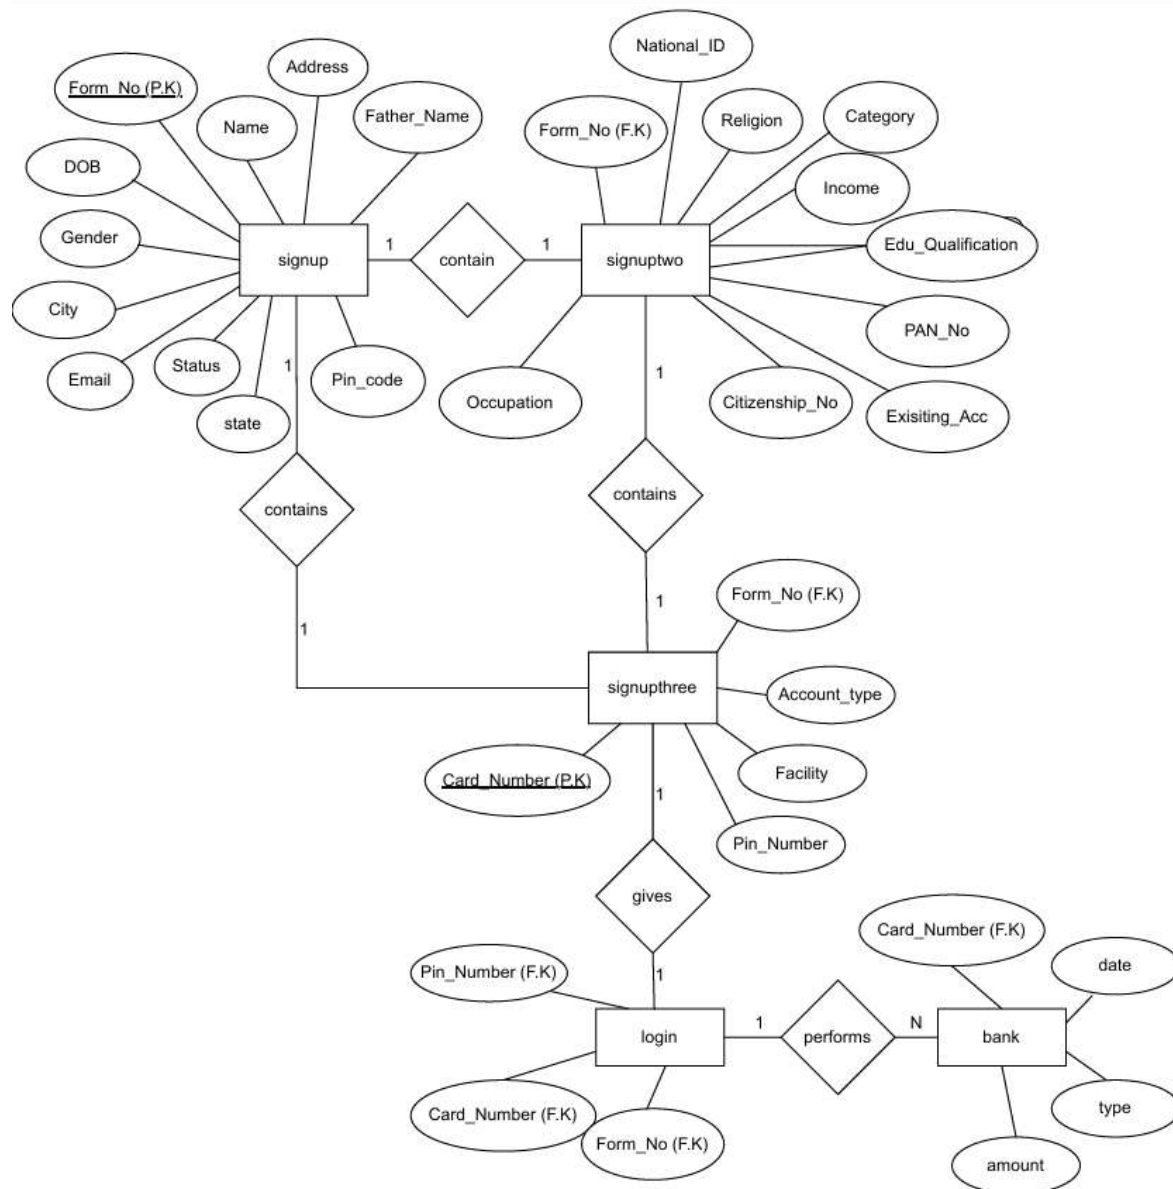 National_ID
Address
Form_No (P.K)
Father_Name
Category
Name
Form_No (F.K)
Religion
DOB
Income
Gender
Edu_Qualification
signup
1
contain
1
signuptwo
City
PAN_No
Status
1
1
Email
Pin_code
Occupation
Citizenship_No
Exisiting_Acc
state
contains
contains
Form_No (F.K)
1
1
signupthree
Account_type
Card_Number (P.K)
Facility
1
Pin_Number
gives
Card_Number (F.K)
Pin_Number (F.K)
date
1
login
1
performs
N
bank
Card_Number (F.K)
type
Form_No (F.K)
amount